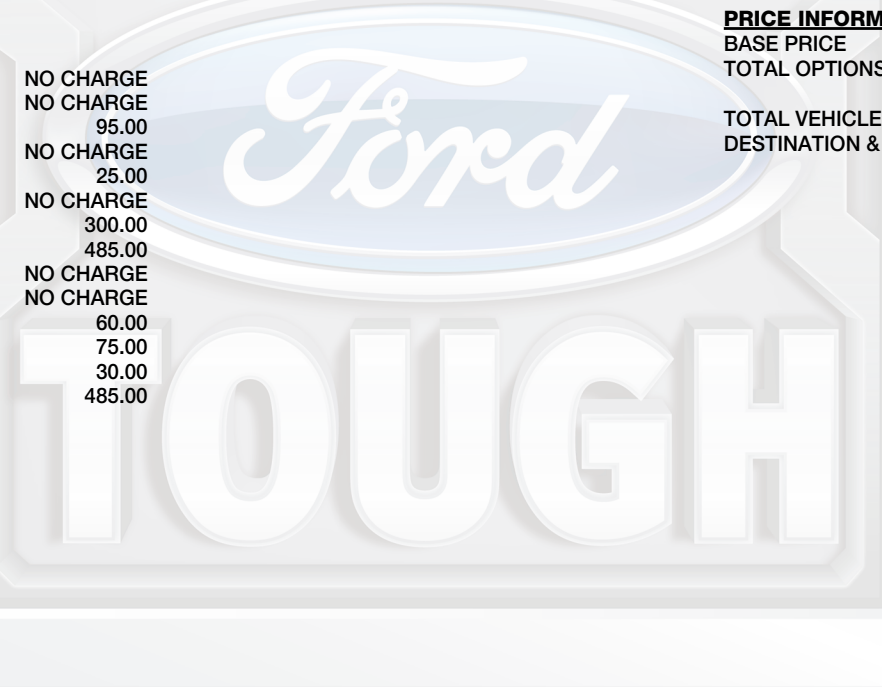 NO CHARGE
NO CHARGE
95.00
NO CHARGE
25.00
NO CHARGE
300.00
485.00
NO CHARGE
NO CHARGE
60.00
75.00
30.00
485.00
PRICE INFORM
BASE PRICE
TOTAL OPTIONS
TOTAL VEHICLE
DESTINATION &
Ford
TOUGH